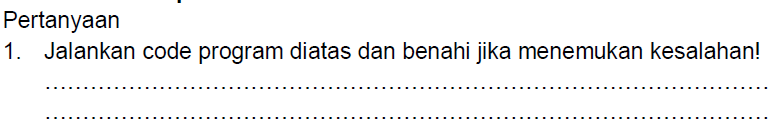 Pertanyaan
1. Jalankan code program diatas dan benahi jika menemukan kesalahan!
……………………………………………………………………………………
……………………………………………………………………………………